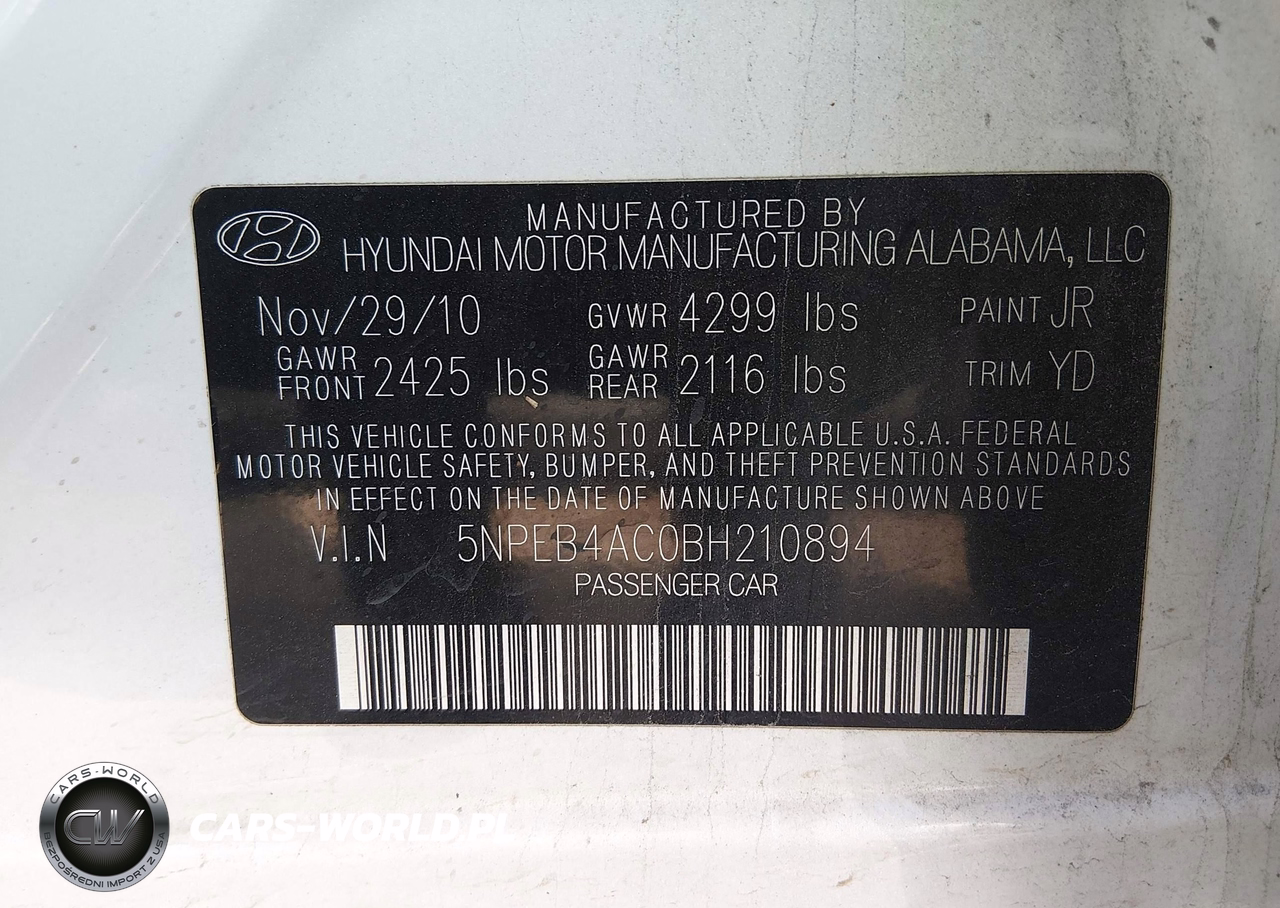 MANUFACTURED BY
HYUNDAI MOTOR MANUFACTURING ALABAMA, LLC
Nov/29/10 GVWR 4299 lbs PAINT JR
GAWR FRONT 2425 lbs GAWR REAR 2116 lbs TRIM YD
THIS VEHICLE CONFORMS TO ALL APPLICABLE U.S.A. FEDERAL
MOTOR VEHICLE SAFETY, BUMPER, AND THEFT PREVENTION STANDARDS
IN EFFECT ON THE DATE OF MANUFACTURE SHOWN ABOVE
V.I.N 5NPEB4AC0BH210894
PASSENGER CAR
CARS-WORLD
CW
BEZPOŚREDNI IMPORT Z USA
CARS-WORLD.PL